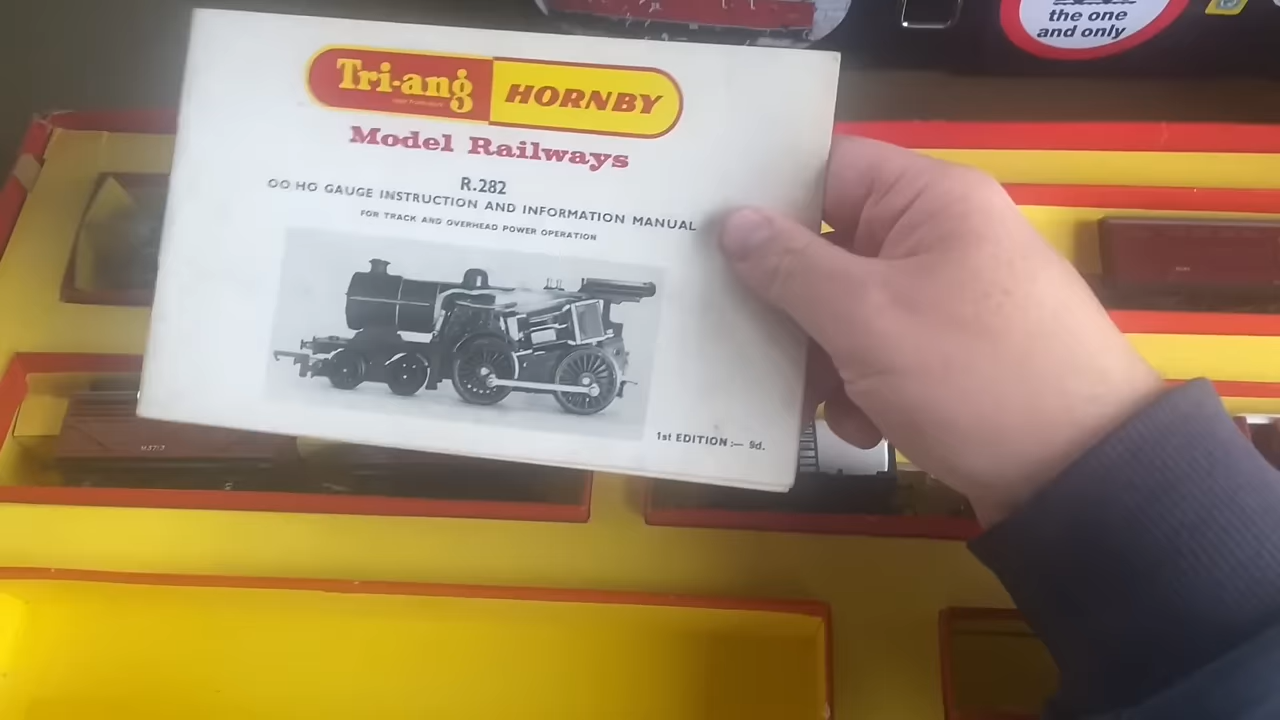 the one
and only
Tri-ang HORNBY
Model Railways
R.282
OO HO GAUGE INSTRUCTION AND INFORMATION MANUAL
FOR TRACK AND OVERHEAD POWER OPERATION
1st EDITION :— 9d.
M3717